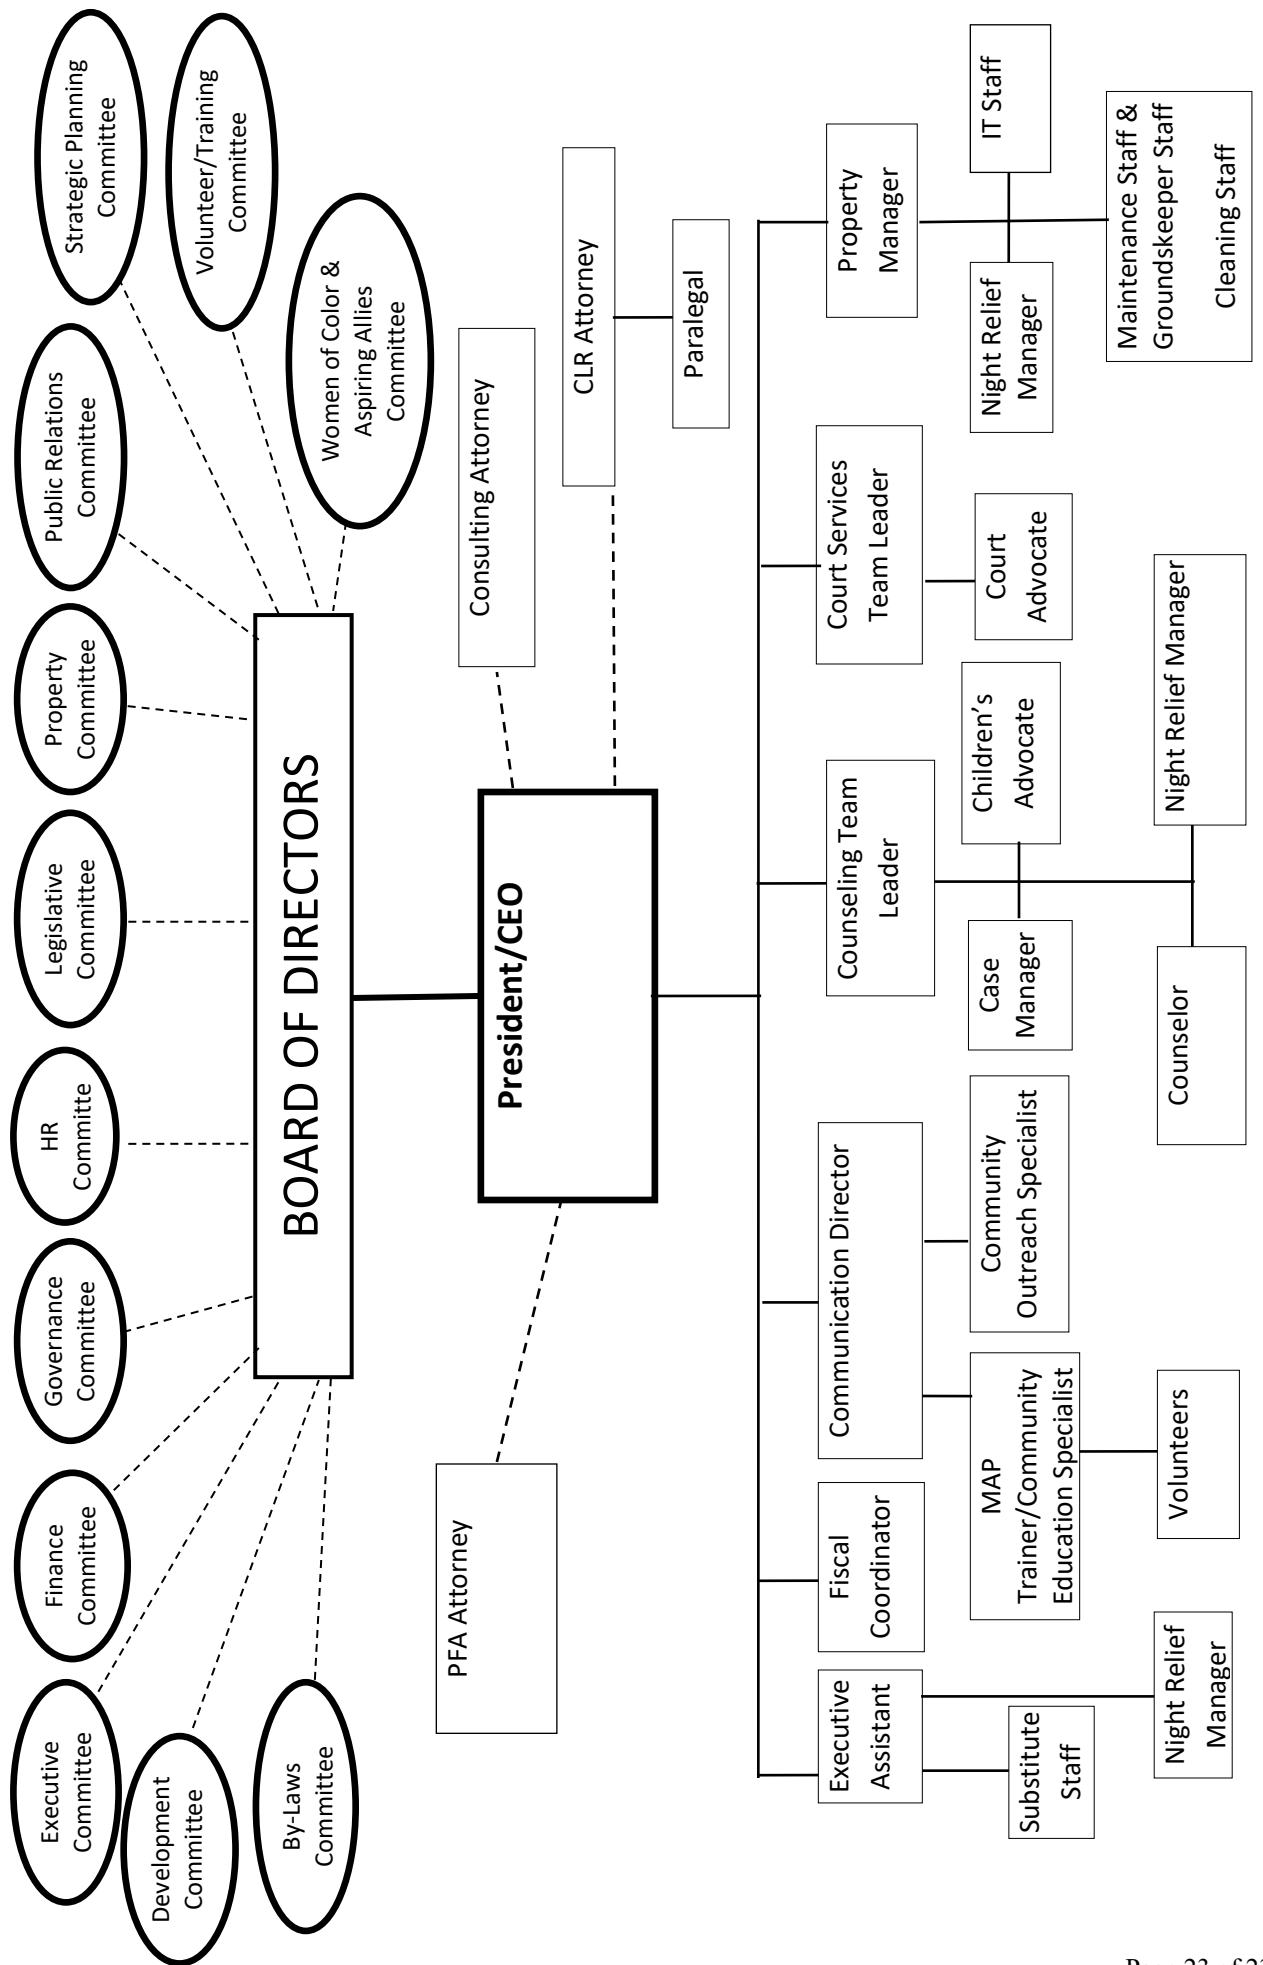 Executive
Committee
Development
Committee
By-Laws
Committee
Finance
Committee
Governance
Committee
HR
Committe
Legislative
Committee
Property
Committee
Public Relations
Committee
Strategic Planning
Committee
Volunteer/Training
Committee
Women of Color &
Aspiring Allies
Committee
BOARD OF DIRECTORS
PFA Attorney
President/CEO
Consulting Attorney
CLR Attorney
Paralegal
Executive
Assistant
Fiscal
Coordinator
Communication Director
Counseling Team
Leader
Court Services
Team Leader
Property
Manager
Substitute
Staff
Night Relief
Manager
MAP
Trainer/Community
Education Specialist
Volunteers
Community
Outreach Specialist
Case
Manager
Children’s
Advocate
Counselor
Night Relief Manager
Court
Advocate
Night Relief
Manager
IT Staff
Maintenance Staff &
Groundskeeper Staff
Cleaning Staff
23 of